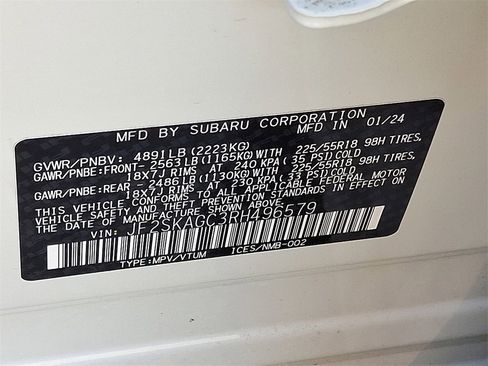 MFD BY SUBARU CORPORATION 01/24
GVWR/PNBV: 4891LB (2223KG)
GAWR/PNBE:FRONT- 2563LB(1165KG)WITH 225/55R18 98H TIRES,
18x7J RIMS AT 240 KPA (35 PSI)COLD
GAWR/PNBE:REAR- 2486LB(1130KG)WITH 225/55R18 98H TIRES,
18x7J RIMS AT 230 KPA (33 PSI)COLD
THIS VEHICLE CONFORMS TO ALL APPLICABLE FEDERAL MOTOR
VEHICLE SAFETY AND THEFT PREVENTION STANDARDS IN EFFECT
ON THE DATE OF MANUFACTURE SHOWN ABOVE.
VIN: JF2SKAGC3RH496579
TYPE:MPV/VTUM ICES/NMB-002